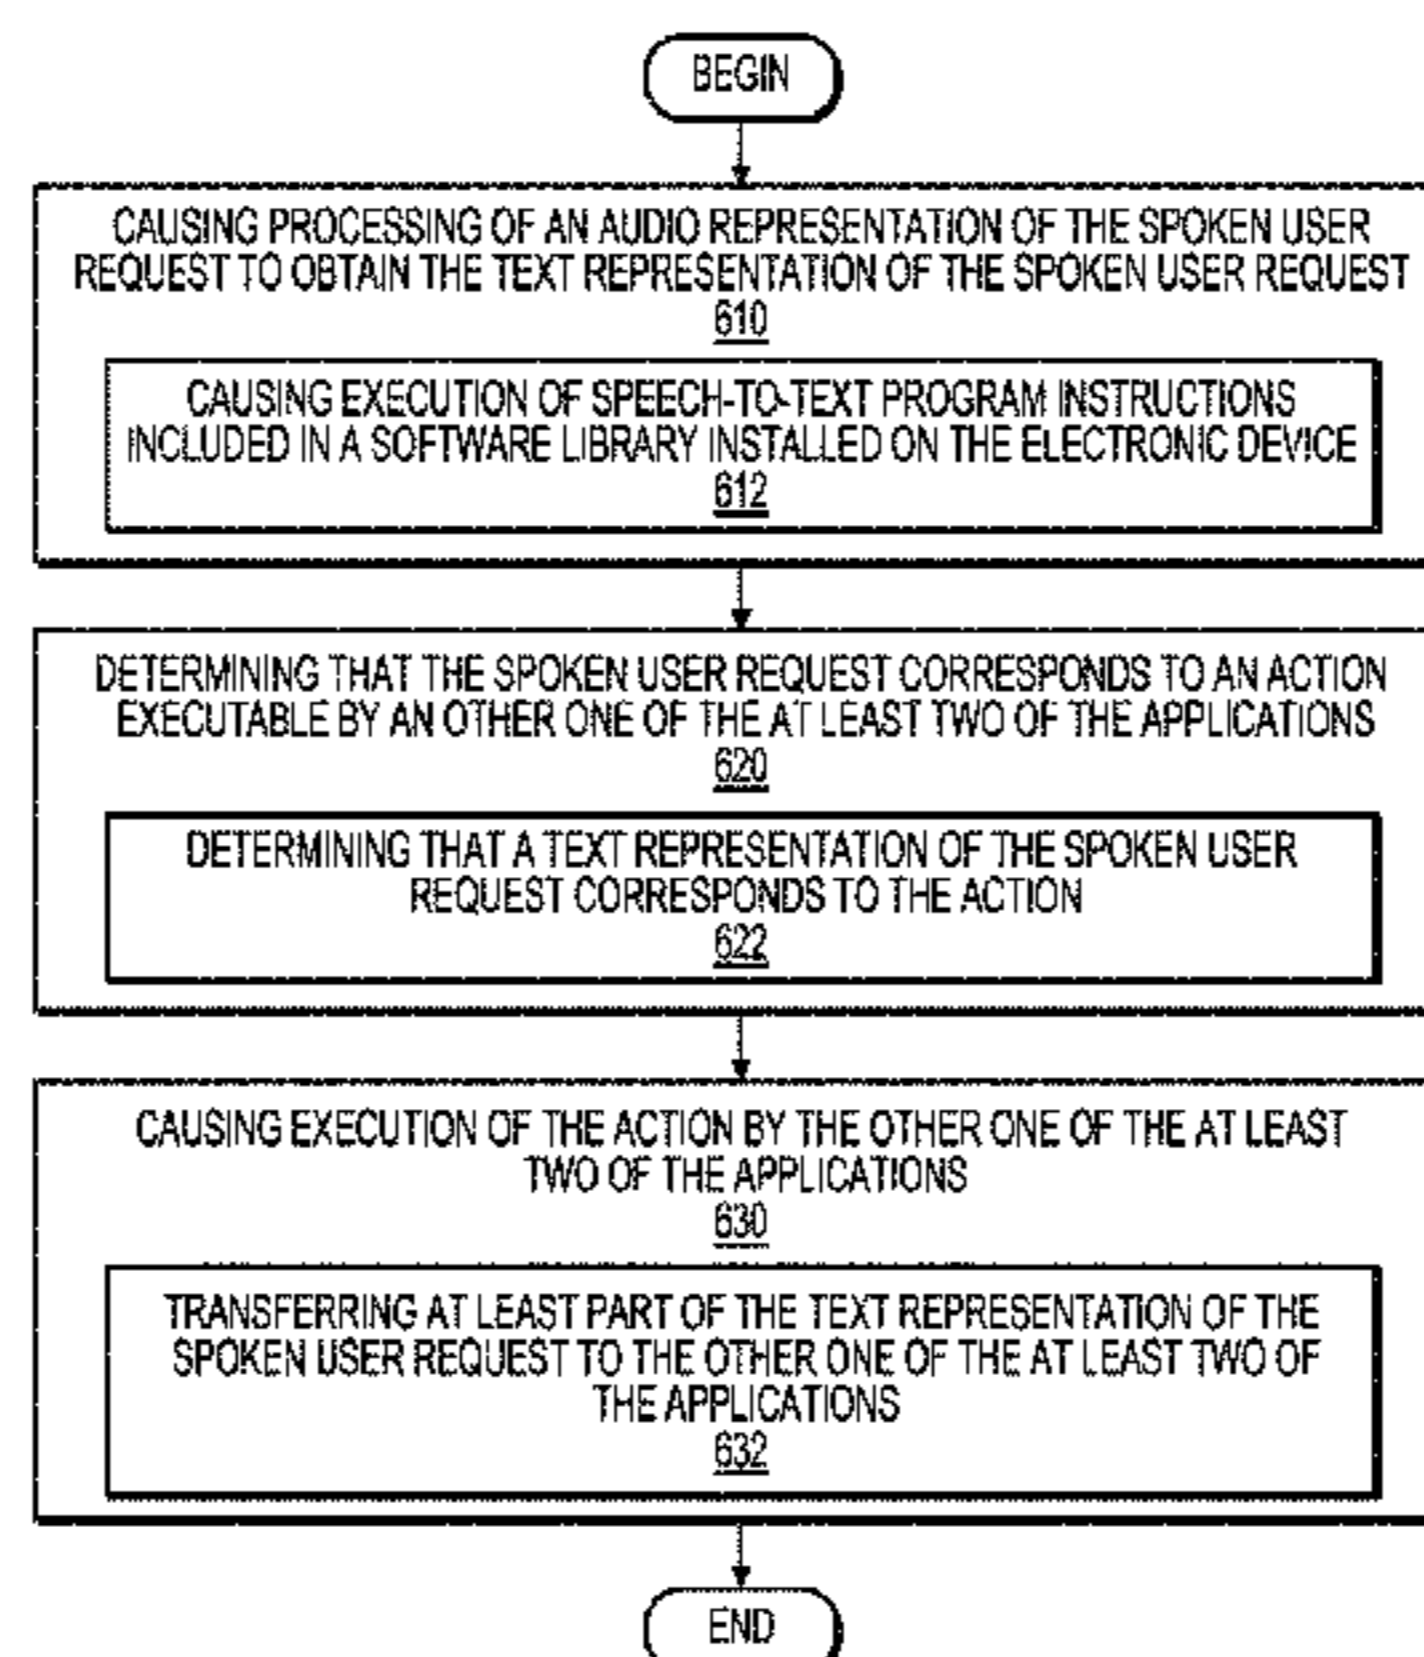 BEGIN
CAUSING PROCESSING OF AN AUDIO REPRESENTATION OF THE SPOKEN USER
REQUEST TO OBTAIN THE TEXT REPRESENTATION OF THE SPOKEN USER REQUEST
610
CAUSING EXECUTION OF SPEECH-TO-TEXT PROGRAM INSTRUCTIONS
INCLUDED IN A SOFTWARE LIBRARY INSTALLED ON THE ELECTRONIC DEVICE
612
DETERMINING THAT THE SPOKEN USER REQUEST CORRESPONDS TO AN ACTION
EXECUTABLE BY AN OTHER ONE OF THE AT LEAST TWO OF THE APPLICATIONS
620
DETERMINING THAT A TEXT REPRESENTATION OF THE SPOKEN USER
REQUEST CORRESPONDS TO THE ACTION
622
CAUSING EXECUTION OF THE ACTION BY THE OTHER ONE OF THE AT LEAST
TWO OF THE APPLICATIONS
630
TRANSFERRING AT LEAST PART OF THE TEXT REPRESENTATION OF THE
SPOKEN USER REQUEST TO THE OTHER ONE OF THE AT LEAST TWO OF
THE APPLICATIONS
632
END